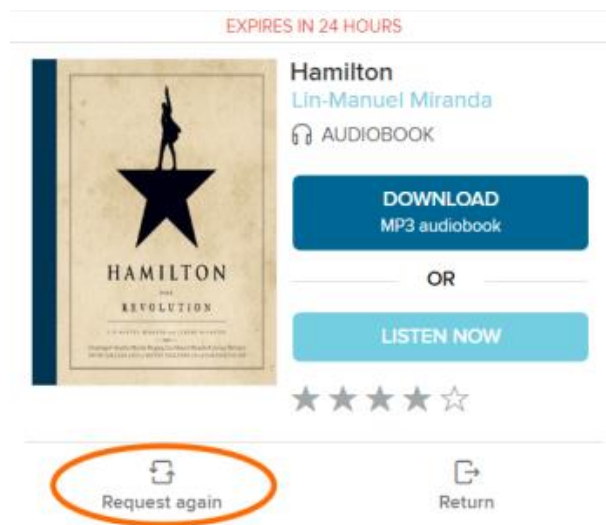 EXPIRES IN 24 HOURS
Hamilton
Lin-Manuel Miranda
AUDIOBOOK
DOWNLOAD
MP3 audiobook
OR
LISTEN NOW
HAMILTON
THE
REVOLUTION
Request again
Return